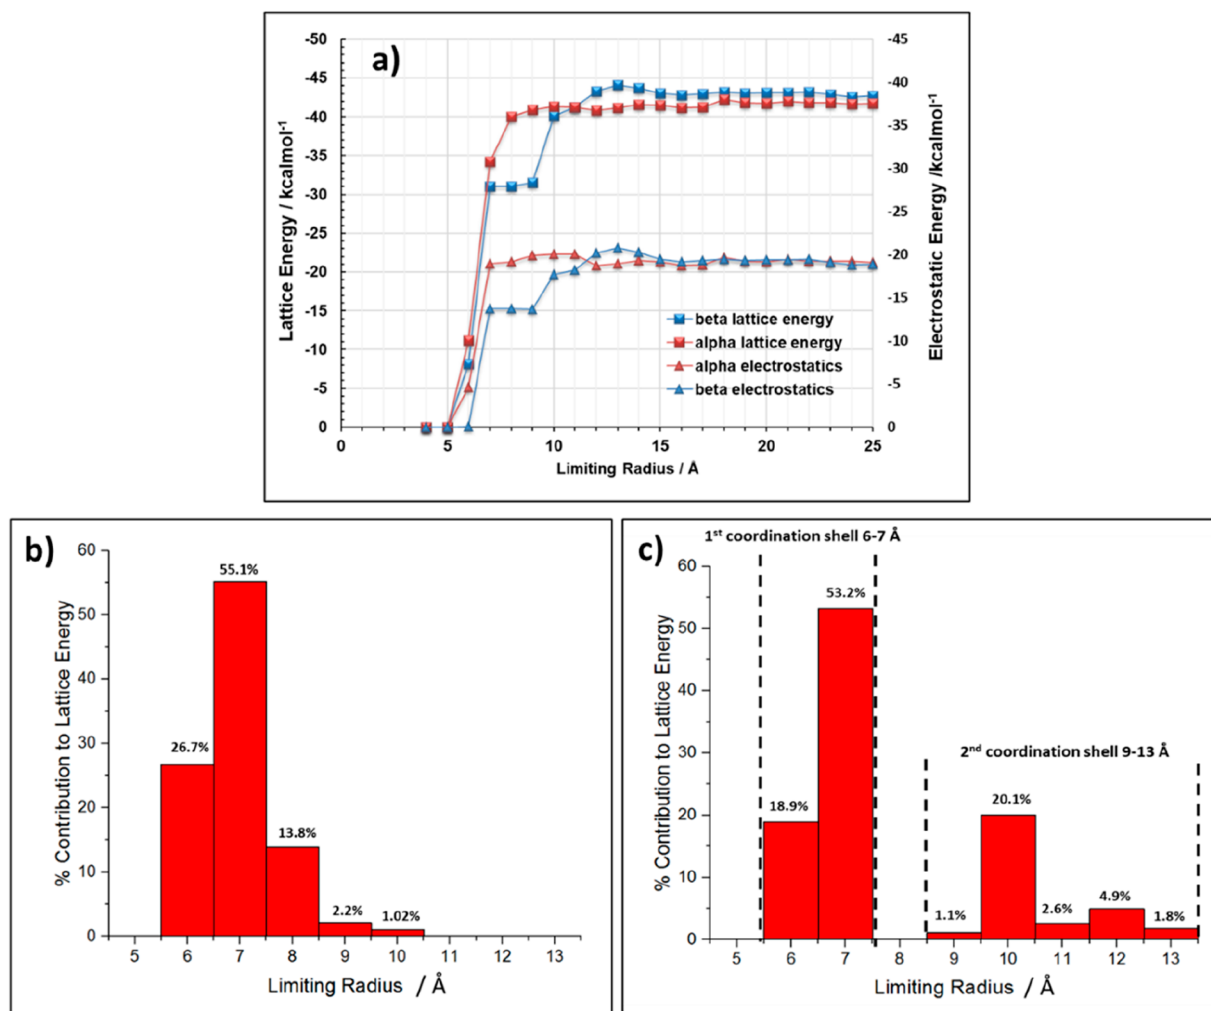 a)
Lattice Energy / kcalmol-1
-50
-45
-40
-35
-30
-25
-20
-15
-10
-5
0
Electrostatic Energy /kcalmol-1
-45
-40
-35
-30
-25
-20
-15
-10
-5
0
beta lattice energy
alpha lattice energy
alpha electrostatics
beta electrostatics
0 5 10 15 20 25
Limiting Radius / Å
b)
% Contribution to Lattice Energy
60
50
40
30
20
10
0
26.7%
55.1%
13.8%
2.2%
1.02%
5 6 7 8 9 10 11 12 13
Limiting Radius / Å
c)
1st coordination shell 6-7 Å
2nd coordination shell 9-13 Å
% Contribution to Lattice Energy
60
50
40
30
20
10
0
18.9%
53.2%
1.1%
20.1%
2.6%
4.9%
1.8%
5 6 7 8 9 10 11 12 13
Limiting Radius / Å